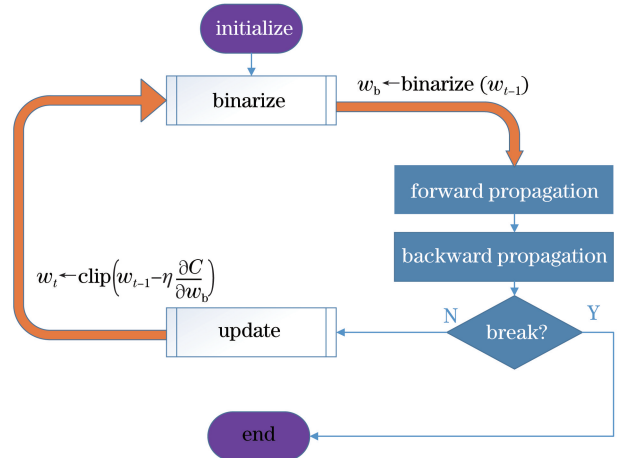 initialize
binarize
w_b←binarize (w_{t-1})
forward propagation
backward propagation
w_t←clip(w_{t-1}-η ∂C/∂w_b)
N
break?
Y
update
end